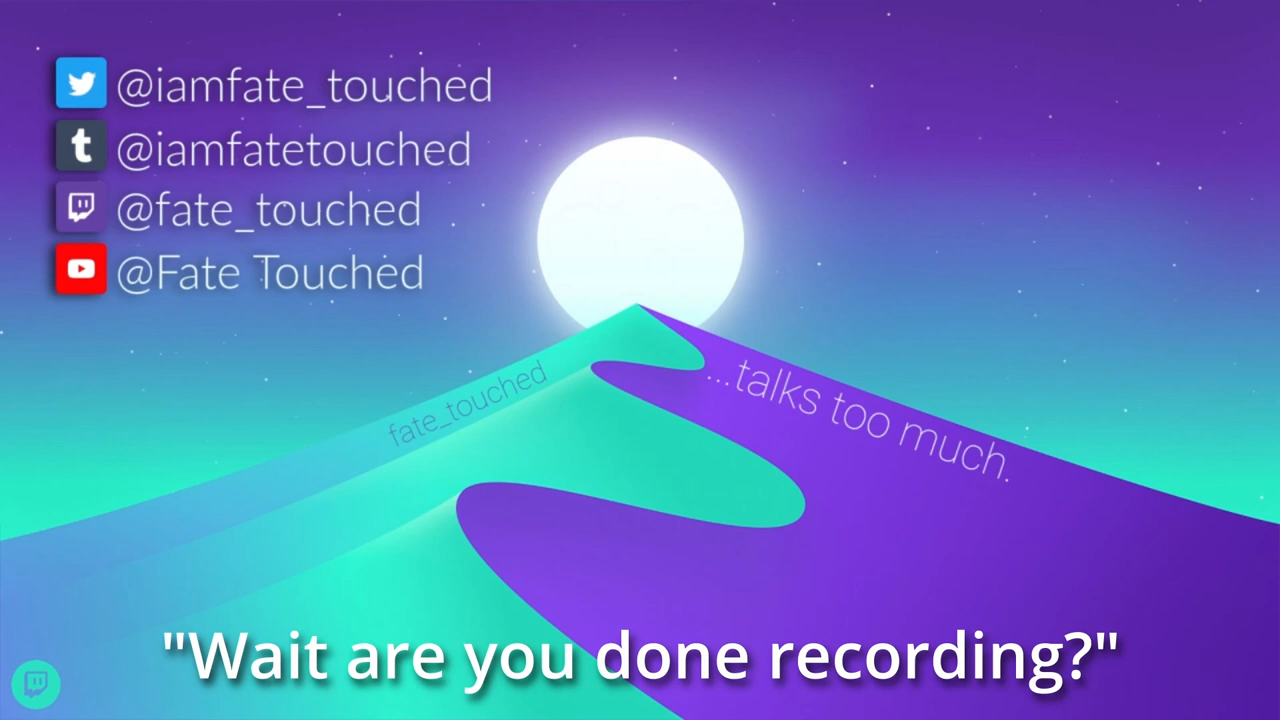 @iamfate_touched
@iamfatetouched
@fate_touched
@Fate Touched
fate_touched
...talks too much.
"Wait are you done recording?"